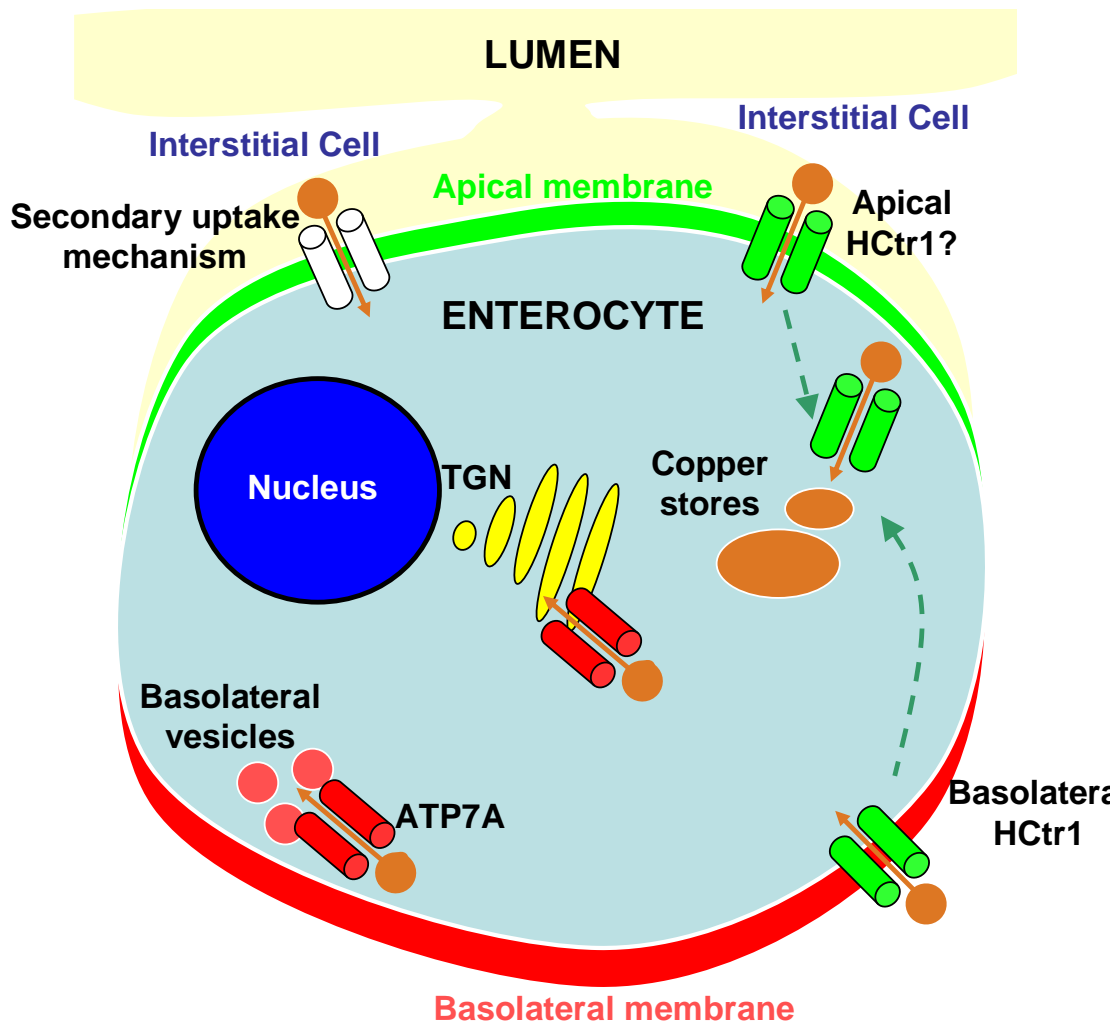 LUMEN
Interstitial Cell
Interstitial Cell
Apical membrane
Secondary uptake
mechanism
Apical
HCtr1?
ENTEROCYTE
Nucleus
TGN
Copper
stores
Basolateral
vesicles
ATP7A
Basolatera
HCtr1
Basolateral membrane